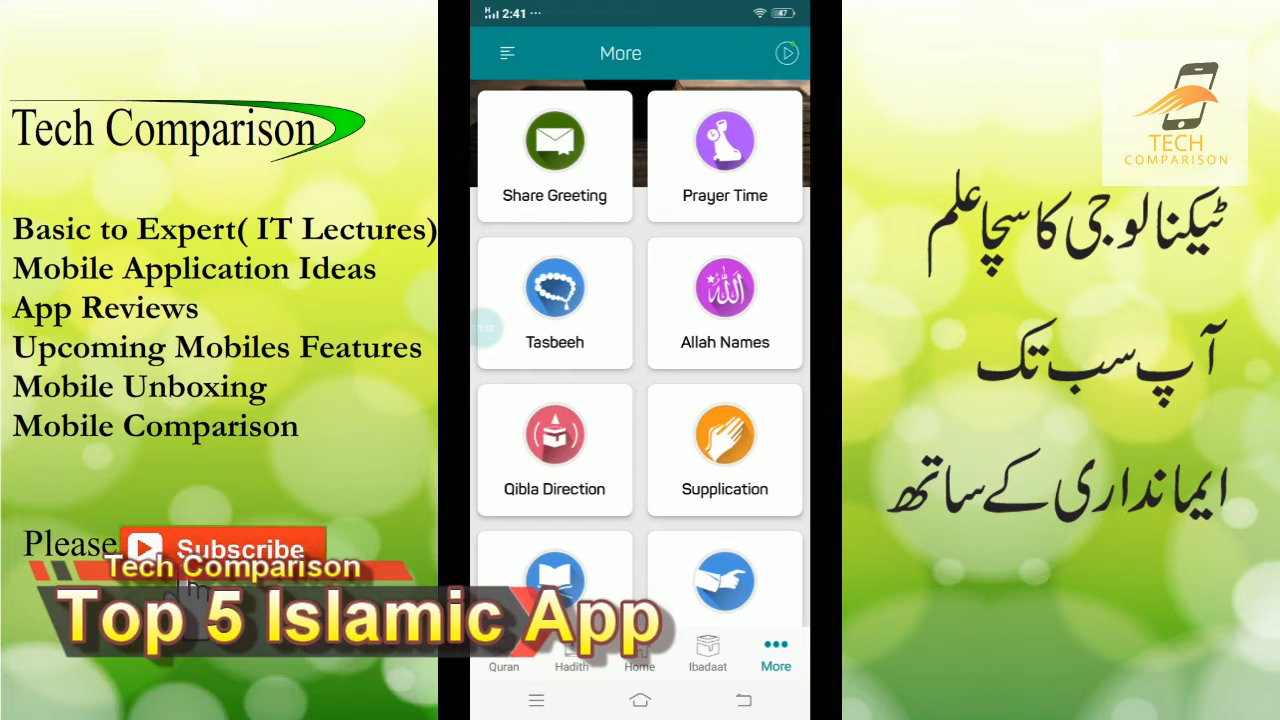 Tech Comparison
Basic to Expert( IT Lectures)
Mobile Application Ideas
App Reviews
Upcoming Mobiles Features
Mobile Unboxing
Mobile Comparison
Please
Subscribe
Tech Comparison
Top 5 Islamic App
H 2:41 ··· 47
More
Share Greeting
Prayer Time
Tasbeeh
الله
Allah Names
Qibla Direction
Supplication
Quran
Hadith
Home
Ibadaat
More
TECH
COMPARISON
ٹیکنالوجی کا سچا علم
آپ سب تک
ایمانداری کے ساتھ